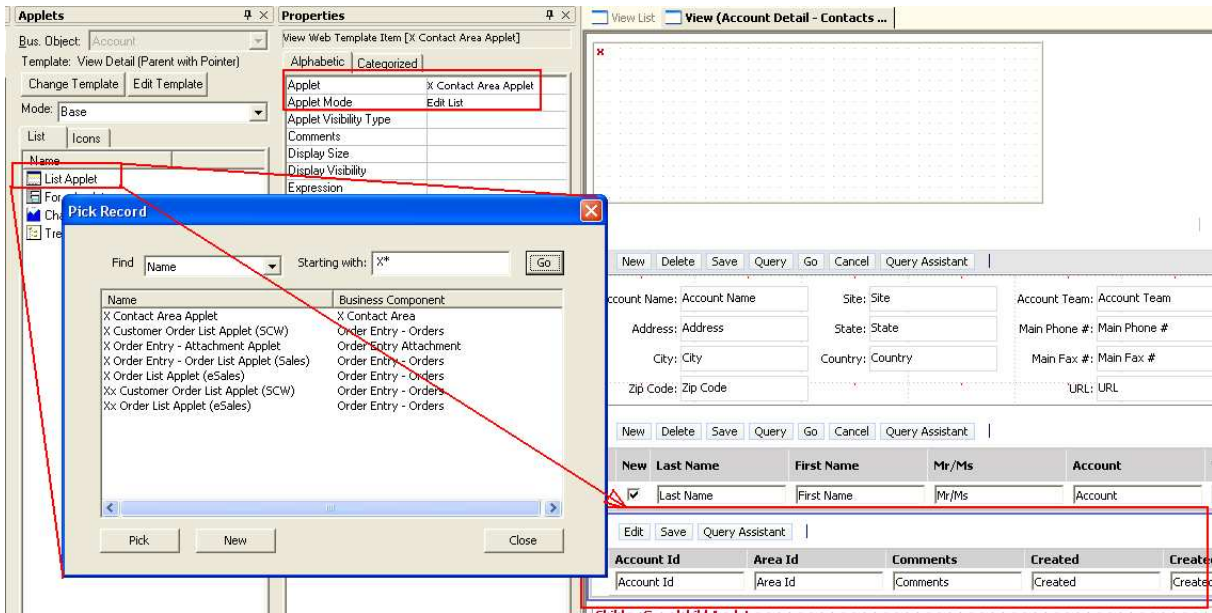 Applets
Bus. Object: Account
Template: View Detail (Parent with Pointer)
Change Template Edit Template
Mode: Base
List Icons
Name
List Applet
Properties
View Web Template Item [X Contact Area Applet]
Alphabetic Categorized
Applet X Contact Area Applet
Applet Mode Edit List
Applet Visibility Type
Comments
Display Size
Display Visibility
Expression
Pick Record
Find Name Starting with: X* Go
Name Business Component
X Contact Area Applet X Contact Area
X Customer Order List Applet (SCW) Order Entry - Orders
X Order Entry - Attachment Applet Order Entry Attachment
X Order Entry - Order List Applet (Sales) Order Entry - Orders
X Order List Applet (eSales) Order Entry - Orders
Xx Customer Order List Applet (SCW) Order Entry - Orders
Xx Order List Applet (eSales) Order Entry - Orders
Pick New Close
View List View (Account Detail - Contacts ...
New Delete Save Query Go Cancel Query Assistant
Account Name: Account Name Site: Site Account Team: Account Team
Address: Address State: State Main Phone #: Main Phone #
City: City Country: Country Main Fax #: Main Fax #
Zip Code: Zip Code URL: URL
New Delete Save Query Go Cancel Query Assistant
New Last Name First Name Mr/Ms Account
Last Name First Name Mr/Ms Account
Edit Save Query Assistant
Account Id Area Id Comments Created Create
Account Id Area Id Comments Created Created